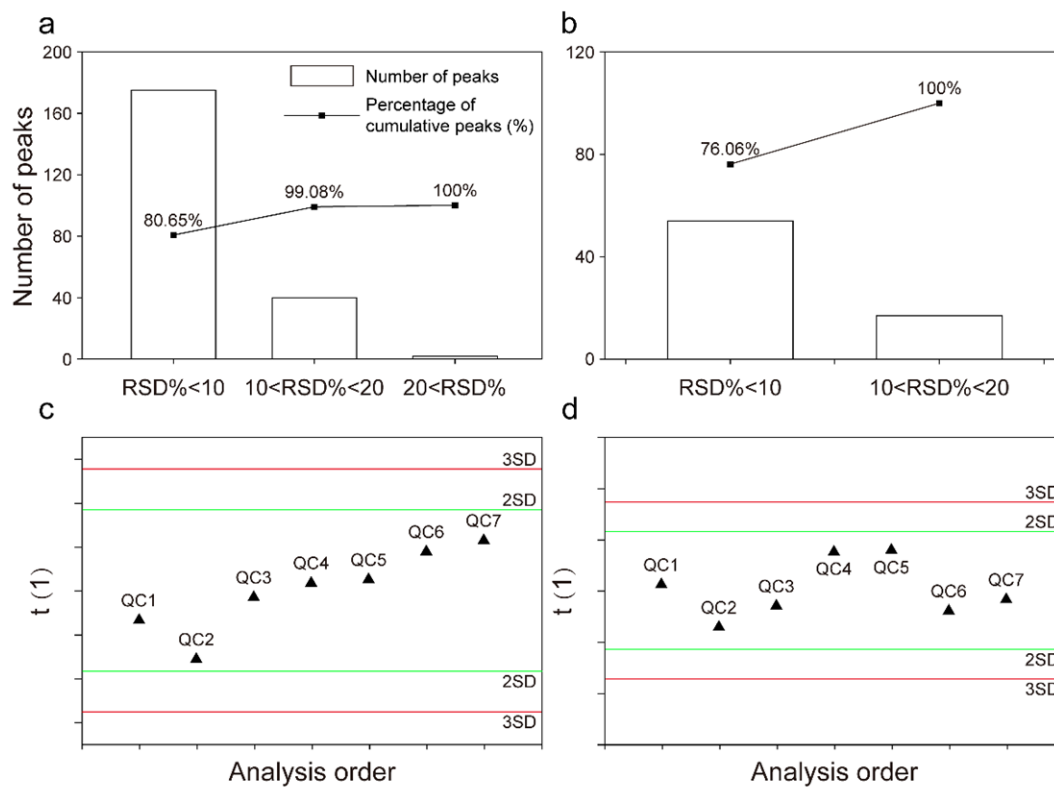 a
Number of peaks
200
160
120
80
40
0
Number of peaks
Percentage of
cumulative peaks (%)
80.65%
99.08%
100%
RSD%<10
10<RSD%<20
20<RSD%
b
120
80
40
0
76.06%
100%
RSD%<10
10<RSD%<20
c
t (1)
3SD
2SD
QC1
QC2
QC3
QC4
QC5
QC6
QC7
2SD
3SD
Analysis order
d
t (1)
3SD
2SD
QC1
QC2
QC3
QC4
QC5
QC6
QC7
2SD
3SD
Analysis order